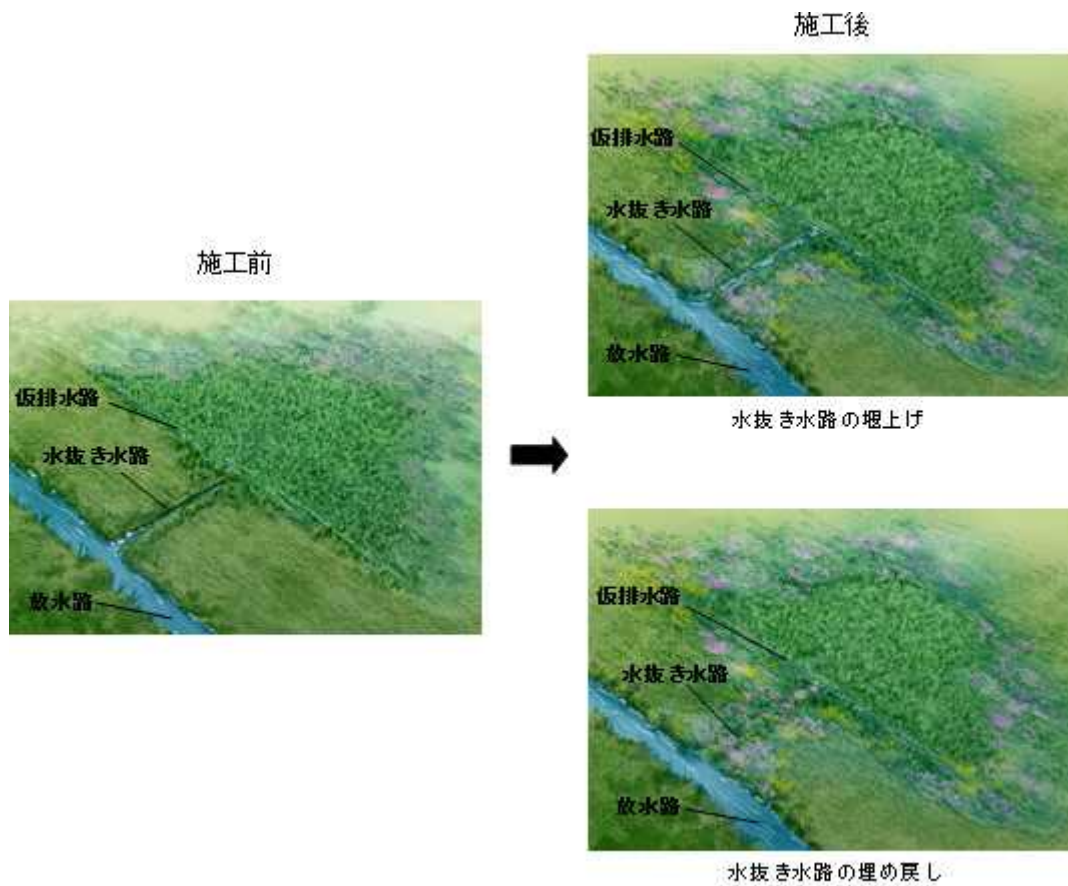 施工後
仮排水路
水抜き水路
放水路
水抜き水路の堰上げ
施工前
仮排水路
水抜き水路
放水路
仮排水路
水抜き水路
放水路
水抜き水路の埋め戻し